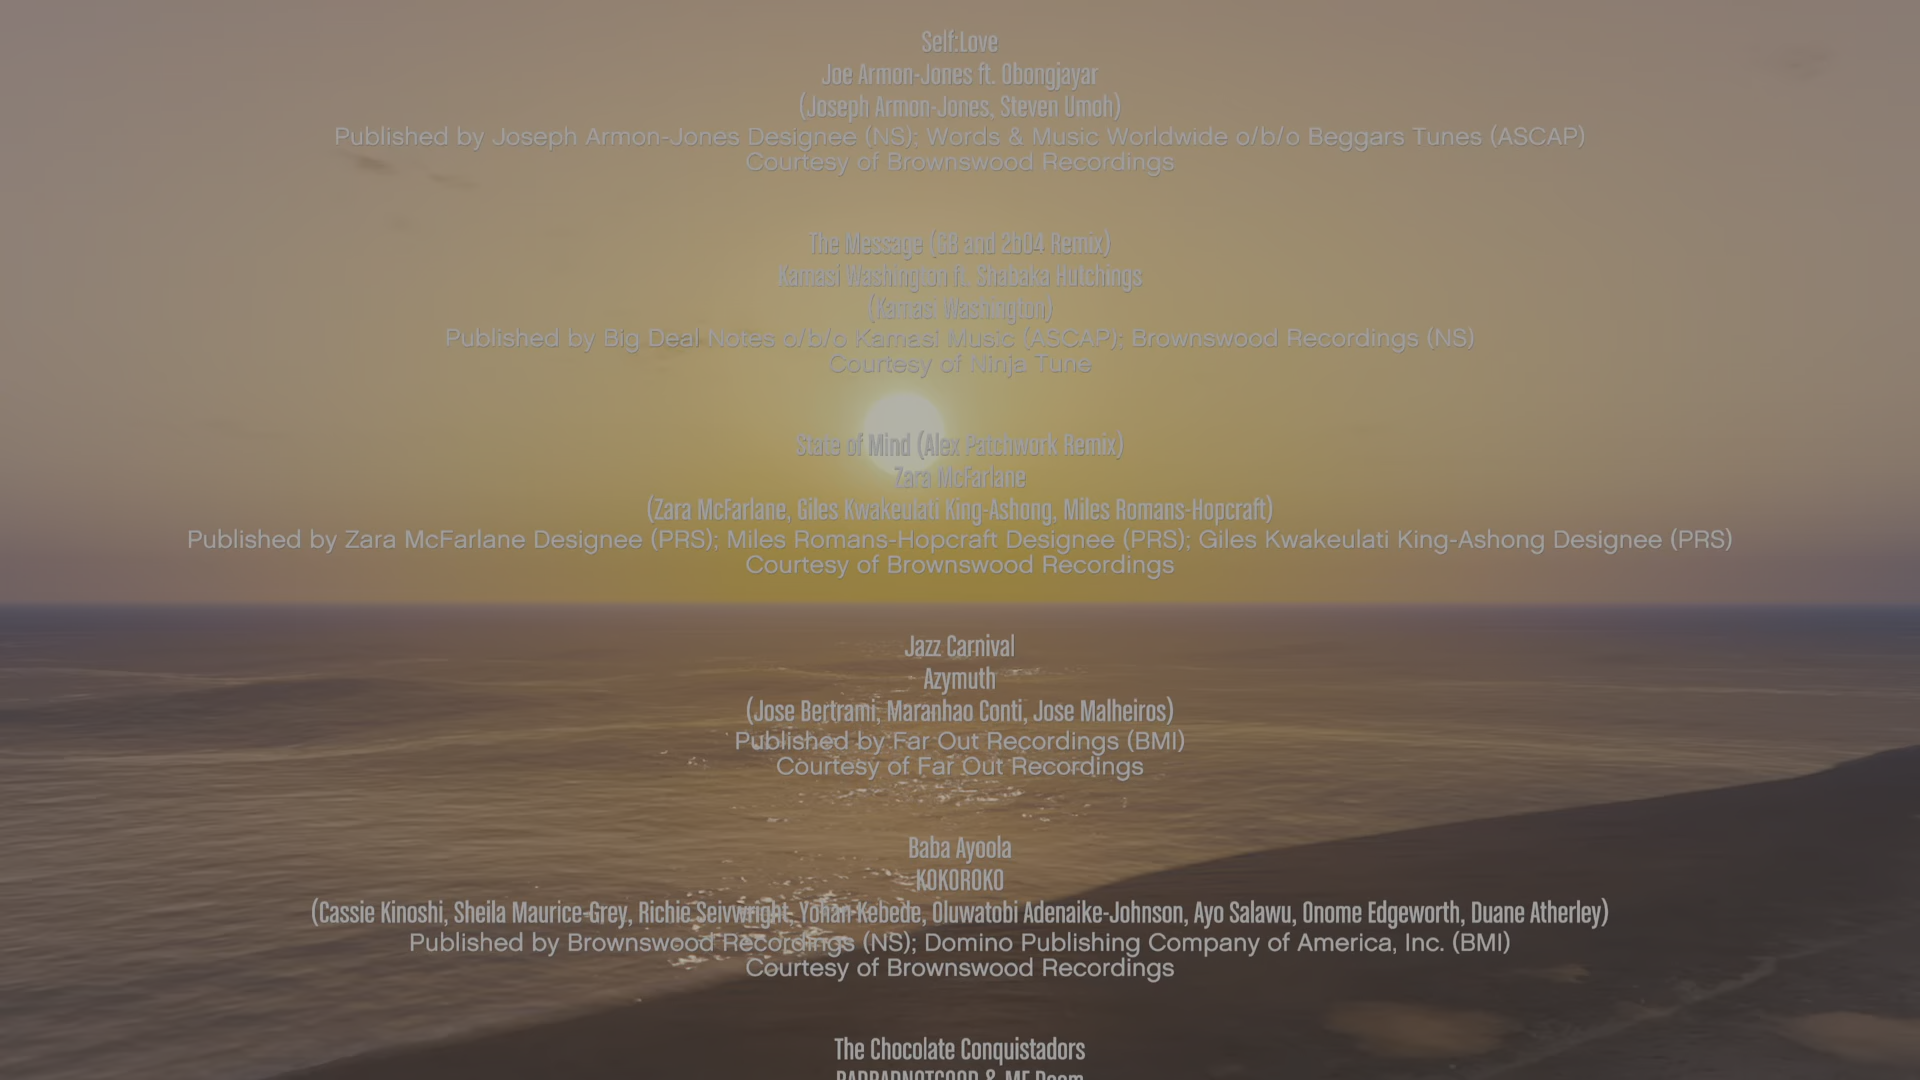 Self:Love
Joe Armon-Jones ft. Obongjayar
(Joseph Armon-Jones, Steven Umoh)
Published by Joseph Armon-Jones Designee (NS); Words & Music Worldwide o/b/o Beggars Tunes (ASCAP)
Courtesy of Brownswood Recordings
The Message (SB and 2b04 Remix)
Kamasi Washington ft. Shabaka Hutchings
(Kamasi Washington)
Published by Big Deal Notes o/b/o Kamasi Music (ASCAP); Brownswood Recordings (NS)
Courtesy of Ninja Tune
State of Mind (Alex Patchwork Remix)
Zara McFarlane
(Zara McFarlane, Giles Kwakeulati King-Ashong, Miles Romans-Hopcraft)
Published by Zara McFarlane Designee (PRS); Miles Romans-Hopcraft Designee (PRS); Giles Kwakeulati King-Ashong Designee (PRS)
Courtesy of Brownswood Recordings
Jazz Carnival
Azymuth
(Jose Bertrami, Maranhao Conti, Jose Malheiros)
Published by Far Out Recordings (BMI)
Courtesy of Far Out Recordings
Baba Ayoola
KOKOROKO
(Cassie Kinoshi, Sheila Maurice-Grey, Richie Seivwright, Yohan Kebede, Oluwatobi Adenaike-Johnson, Ayo Salawu, Onome Edgeworth, Duane Atherley)
Published by Brownswood Recordings (NS); Domino Publishing Company of America, Inc. (BMI)
Courtesy of Brownswood Recordings
The Chocolate Conquistadors
BADBADNOTGOOD & MF Doom